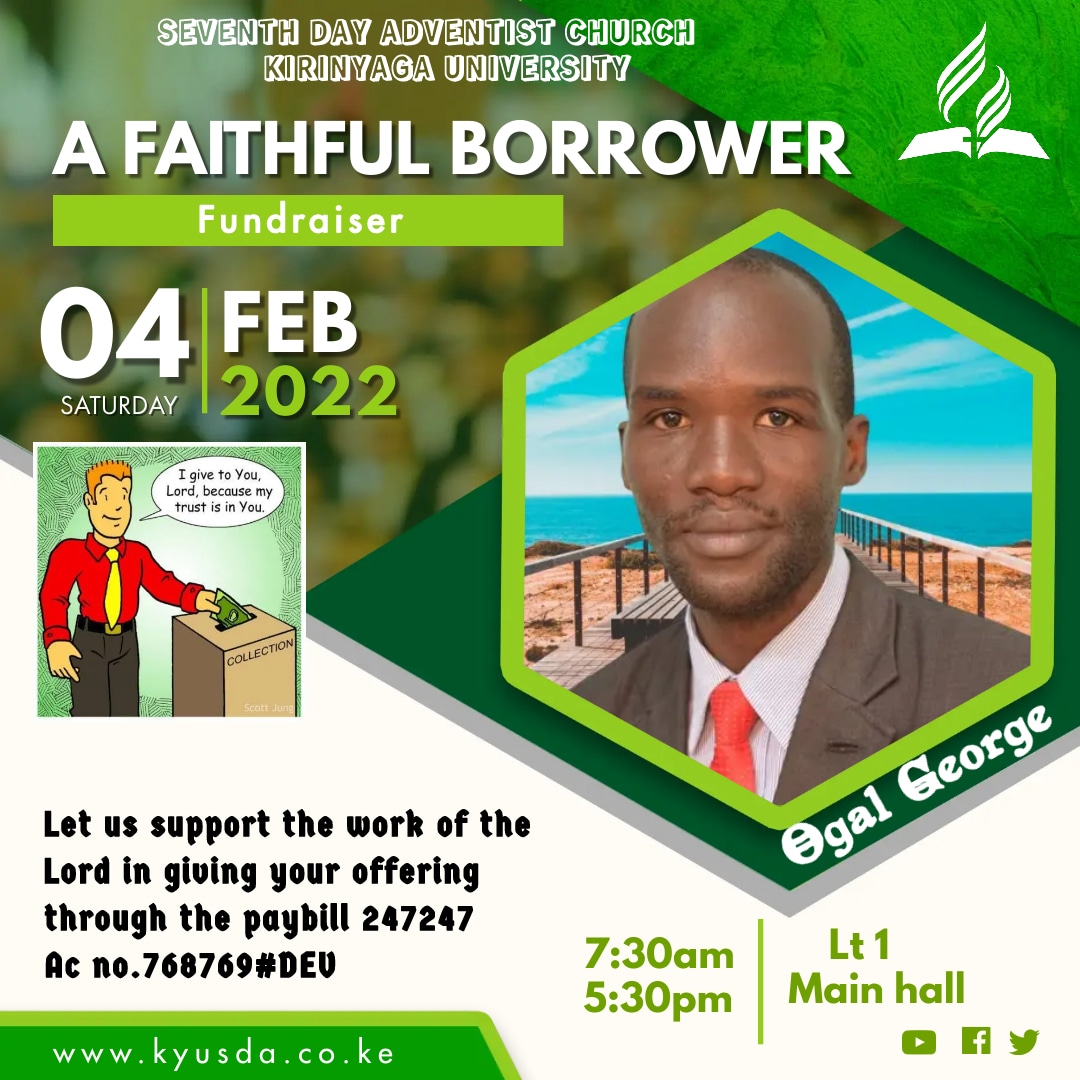 SEVENTH DAY ADVENTIST CHURCH
KIRINYAGA UNIVERSITY
A FAITHFUL BORROWER
Fundraiser
04
SATURDAY
FEB
2022
I give to You,
Lord, because my
trust is in You.
COLLECTION
Scott Jung
Ogal George
Let us support the work of the
Lord in giving your offering
through the paybill 247247
Ac no.768769#DEV
7:30am
5:30pm
Lt 1
Main hall
www.kyusda.co.ke